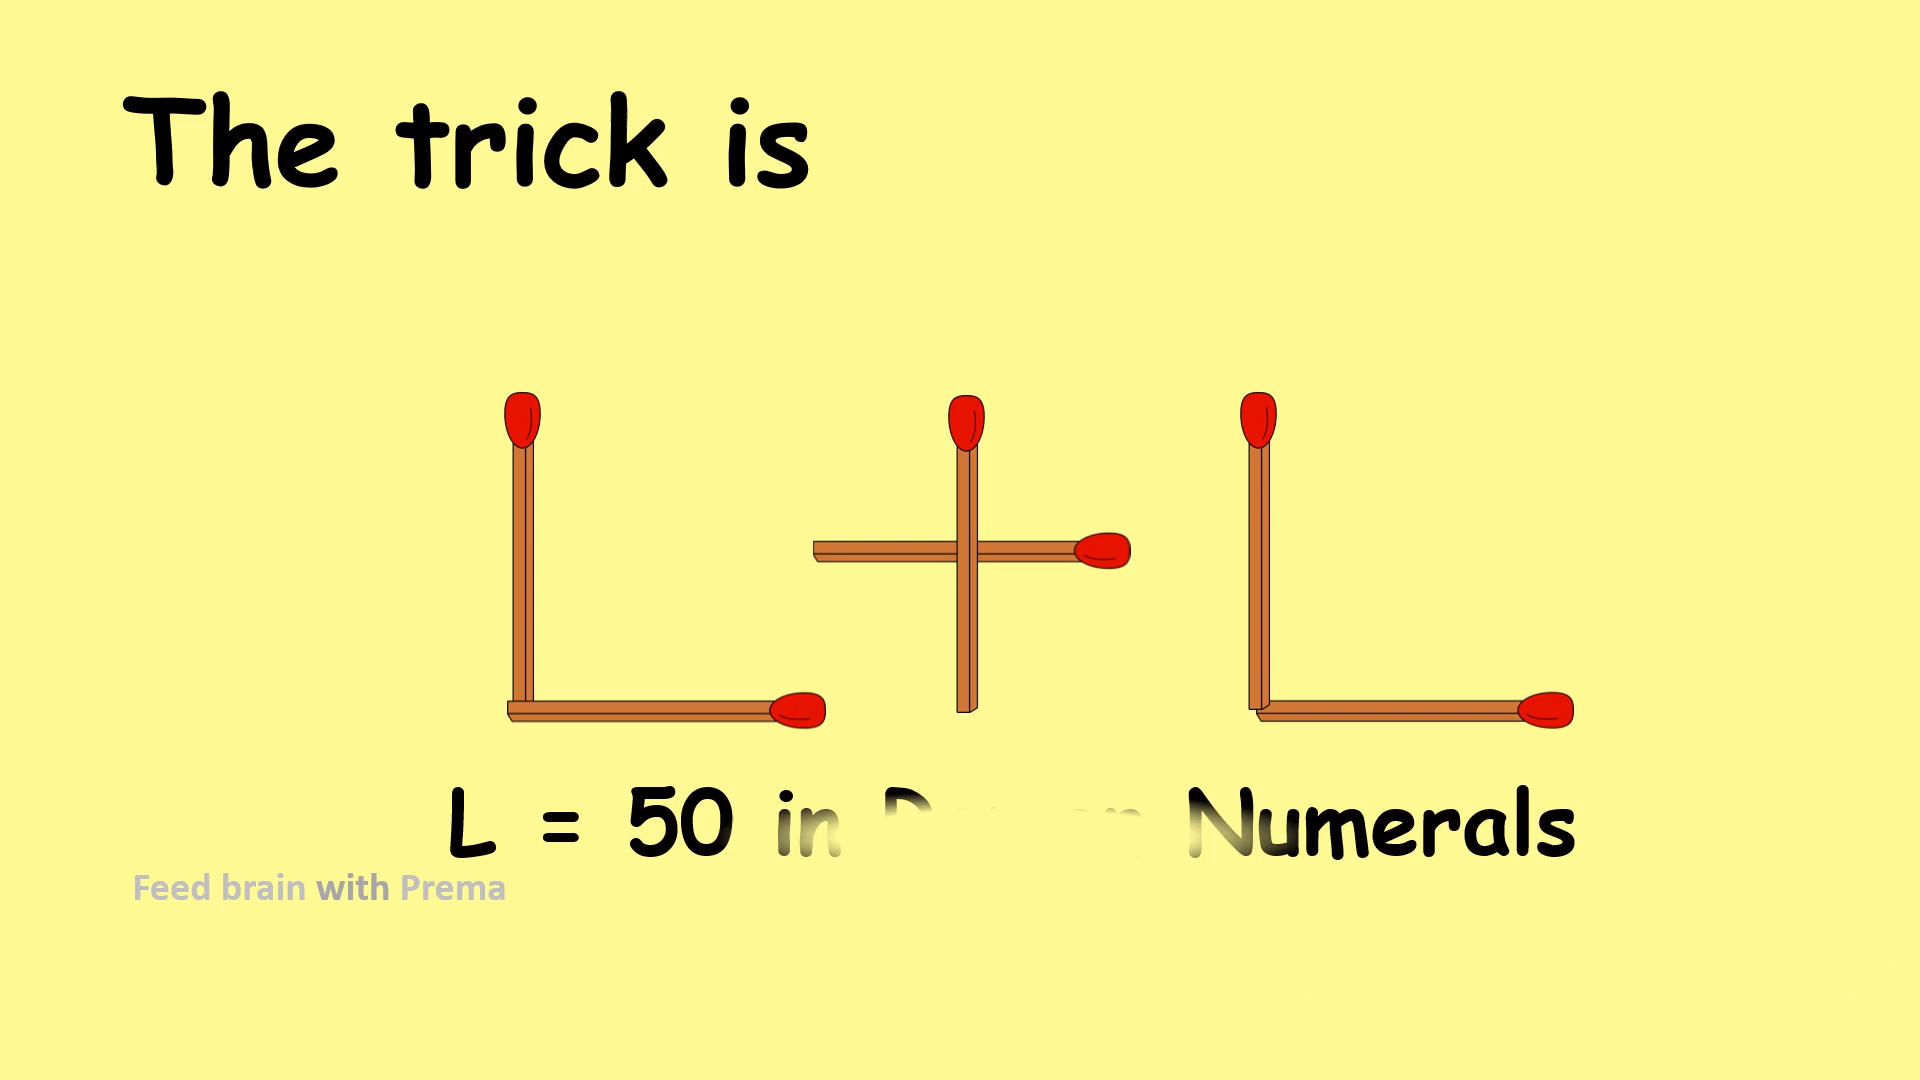 The trick is
L + L
L = 50 in Numerals
Feed brain with Prema